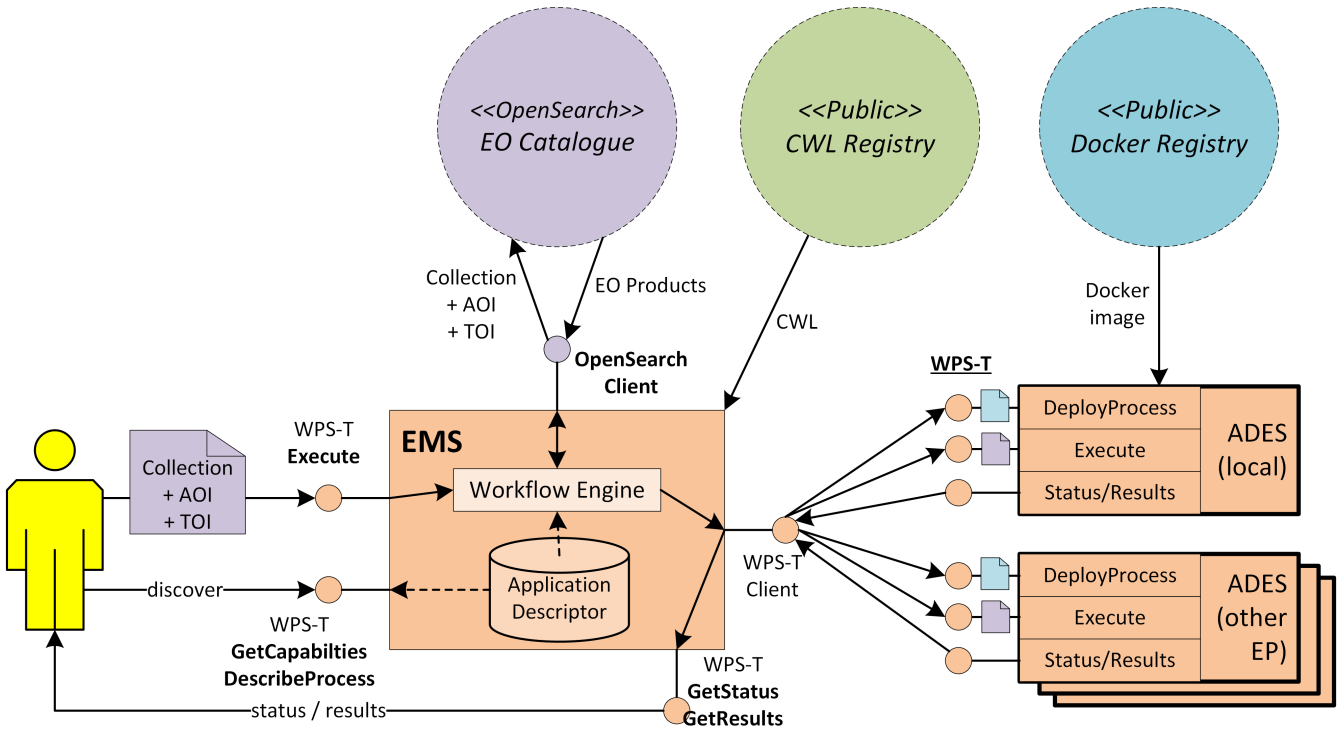 <<OpenSearch>>
EO Catalogue
<<Public>>
CWL Registry
<<Public>>
Docker Registry
Collection
+ AOI
+ TOI
EO Products
CWL
Docker
image
OpenSearch
Client
WPS-T
WPS-T
Execute
Collection
+ AOI
+ TOI
EMS
Workflow Engine
Application
Descriptor
discover
WPS-T
GetCapabilties
DescribeProcess
status / results
WPS-T
GetStatus
GetResults
WPS-T
Client
DeployProcess
Execute
Status/Results
ADES
(local)
DeployProcess
Execute
Status/Results
ADES
(other
EP)